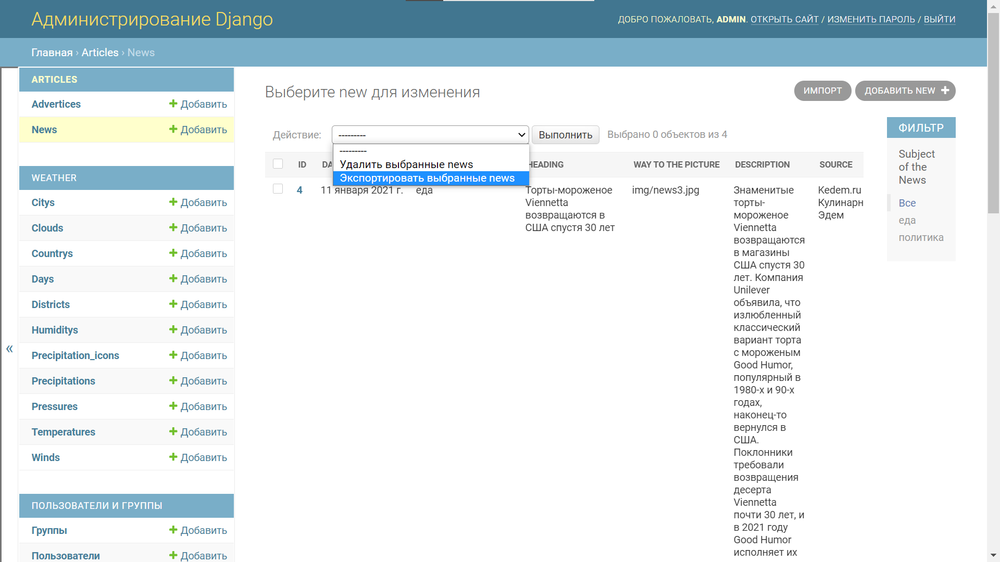 Администрирование Django
ДОБРО ПОЖАЛОВАТЬ, ADMIN. ОТКРЫТЬ САЙТ / ИЗМЕНИТЬ ПАРОЛЬ / ВЫЙТИ
Главная › Articles › News
«
ARTICLES
Advertices Добавить
News Добавить
WEATHER
Citys Добавить
Clouds Добавить
Countrys Добавить
Days Добавить
Districts Добавить
Humiditys Добавить
Precipitation_icons Добавить
Precipitations Добавить
Pressures Добавить
Temperatures Добавить
Winds Добавить
ПОЛЬЗОВАТЕЛИ И ГРУППЫ
Группы Добавить
Пользователи Добавить
Выберите new для изменения
ИМПОРТ
ДОБАВИТЬ NEW
Действие: --------- Выполнить Выбрано 0 объектов из 4
---------
Удалить выбранные news
Экспортировать выбранные news
ID DA HEADING WAY TO THE PICTURE DESCRIPTION SOURCE
4 11 января 2021 г. еда
Торты-мороженое
Viennetta
возвращаются в
США спустя 30 лет
img/news3.jpg
Знаменитые
торты-
мороженое
Viennetta
возвращаются
в магазины
США спустя 30
лет. Компания
Unilever
объявила, что
излюбленный
классический
вариант торта
с мороженым
Good Humor,
популярный в
1980-х и 90-х
годах,
наконец-то
вернулся в
США.
Поклонники
требовали
возвращения
десерта
Viennetta
почти 30 лет, и
в 2021 году
Good Humor
исполняет их
Kedem.ru
Кулинарн
Эдем
ФИЛЬТР
Subject
of the
News
Все
еда
политика